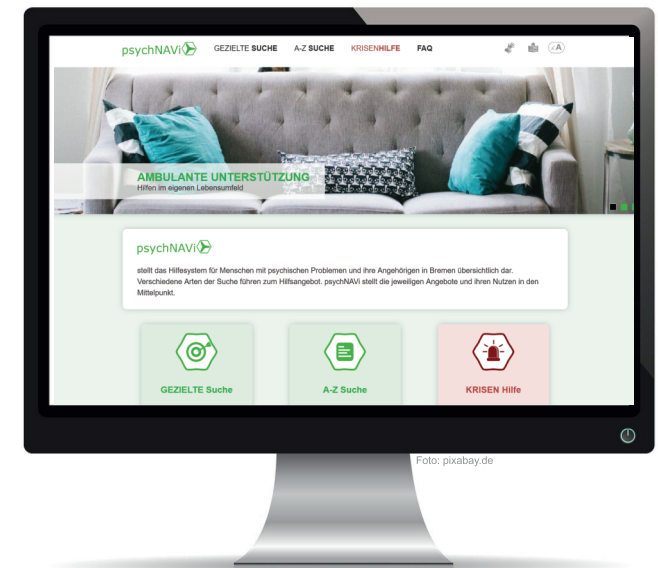 psychNAVi GEZIELTE SUCHE A-Z SUCHE KRISENHILFE FAQ A
AMBULANTE UNTERSTÜTZUNG
Hilfen im eigenen Lebensumfeld
psychNAVi
stellt das Hilfesystem für Menschen mit psychischen Problemen und ihre Angehörigen in Bremen übersichtlich dar.
Verschiedene Arten der Suche führen zum Hilfsangebot. psychNAVi stellt die jeweiligen Angebote und ihren Nutzen in den
Mittelpunkt.
GEZIELTE Suche A-Z Suche KRISEN Hilfe
Foto: pixabay.de